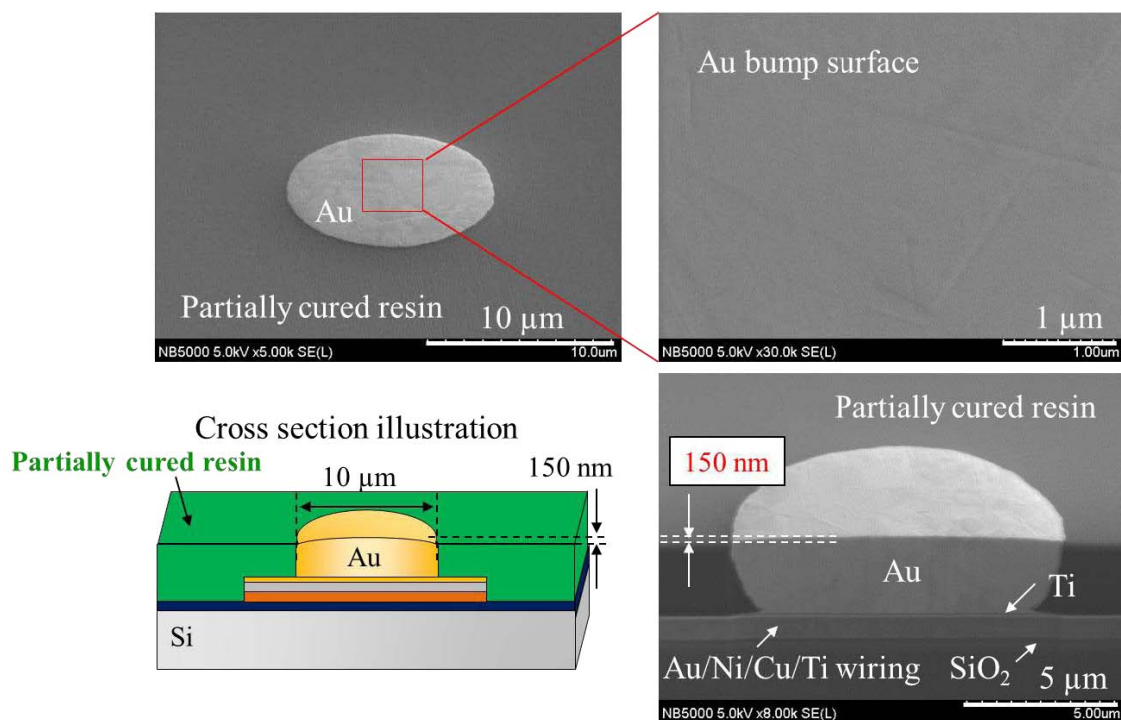 Au
Partially cured resin
10 µm
NB5000 5.0kV x5.00k SE(L)
10.0um
Au bump surface
1 µm
NB5000 5.0kV x30.0k SE(L)
1.00um
Cross section illustration
Partially cured resin
10 µm
150 nm
Au
Si
Partially cured resin
150 nm
Au
Ti
Au/Ni/Cu/Ti wiring
SiO₂
5 µm
NB5000 5.0kV x8.00k SE(L)
5.00um